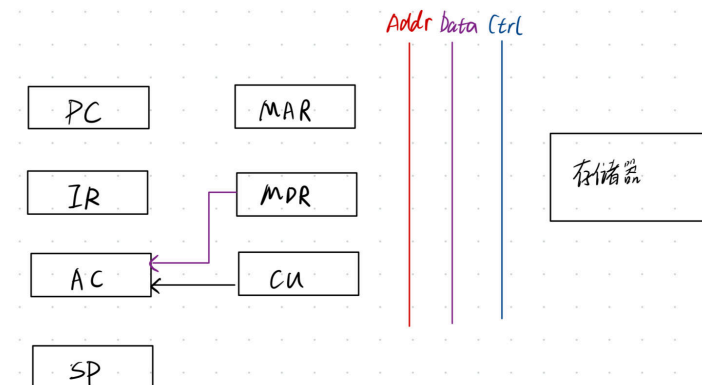 Addr Data Ctrl
PC
MAR
存储器
IR
MDR
AC
CU
SP